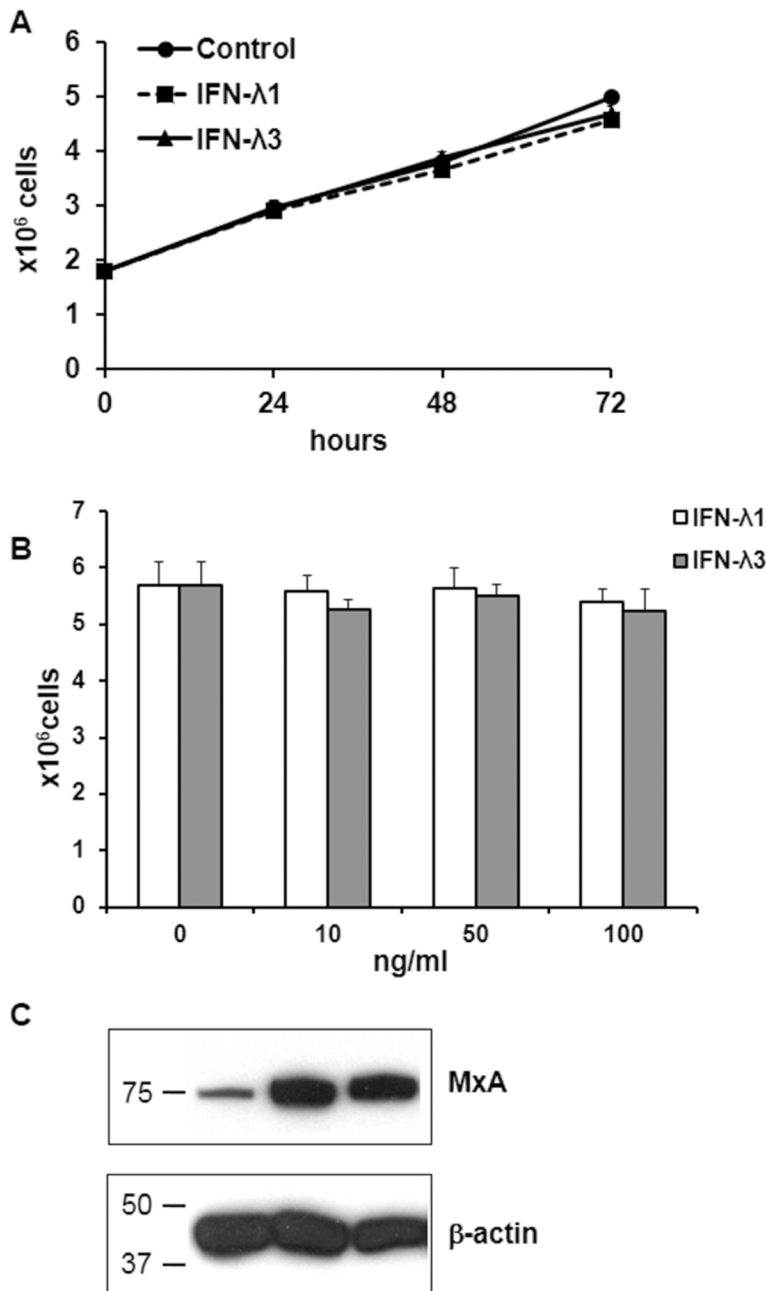 A
6
5
4
3
2
1
0
x10⁶ cells
Control
IFN-λ1
IFN-λ3
0 24 48 72
hours
B
7
6
5
4
3
2
1
0
x10⁶cells
IFN-λ1
IFN-λ3
0 10 50 100
ng/ml
C
75
MxA
50
37
β-actin